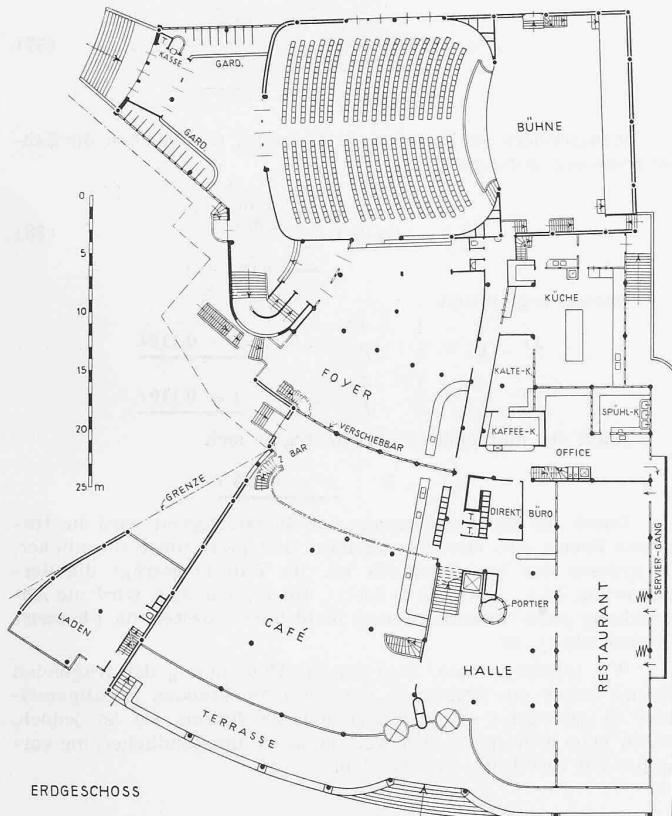 KASSE
T.
GARD.
GARD
BÜHNE
0
5
10
15
20
25 m
KÜCHE
FOYER
KALTE-K.
SPÜHL-K
KAFFEE-K.
VERSCHIEBBAR
OFFICE
BAR
GRENZE
DIREKT.
BÜRO
T.
T.
SERVIER-GANG
PORTIER
LADEN
CAFÉ
HALLE
RESTAURANT
TERRASSE
ERDGESCHOSS